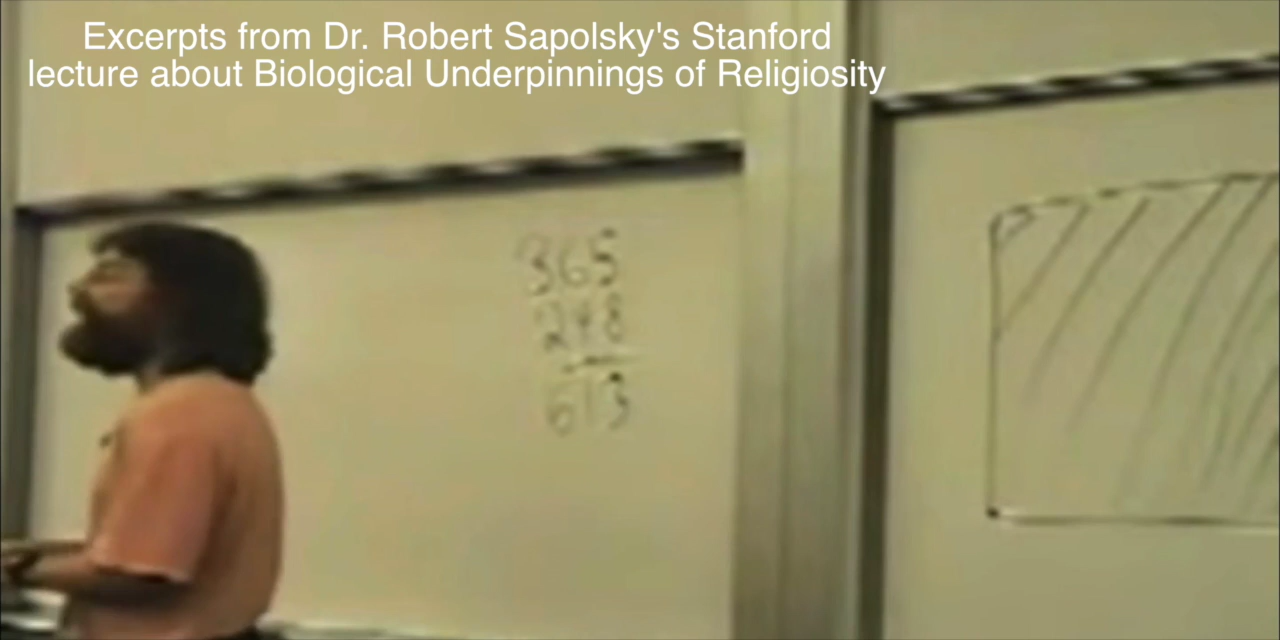 Excerpts from Dr. Robert Sapolsky's Stanford
lecture about Biological Underpinnings of Religiosity
365
248
613